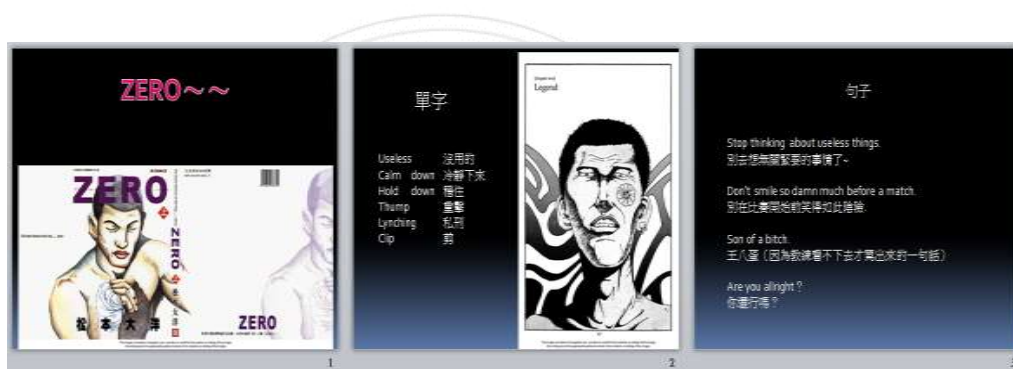 ZERO～～
ZERO
ZERO
松本大洋
ZERO
1
單字
Useless 沒用的
Calm down 冷靜下來
Hold down 穩住
Thump 重擊
Lynching 私刑
Clip 剪
Legend
2
句子
Stop thinking about useless things.
別去想無關緊要的事情了~
Don't smile so damn much before a match.
別在比賽開始前笑得如此陰險.
Son of a bitch.
王八蛋（因為教練看不下去才罵出來的一句話）
Are you allright？
你還行嗎？